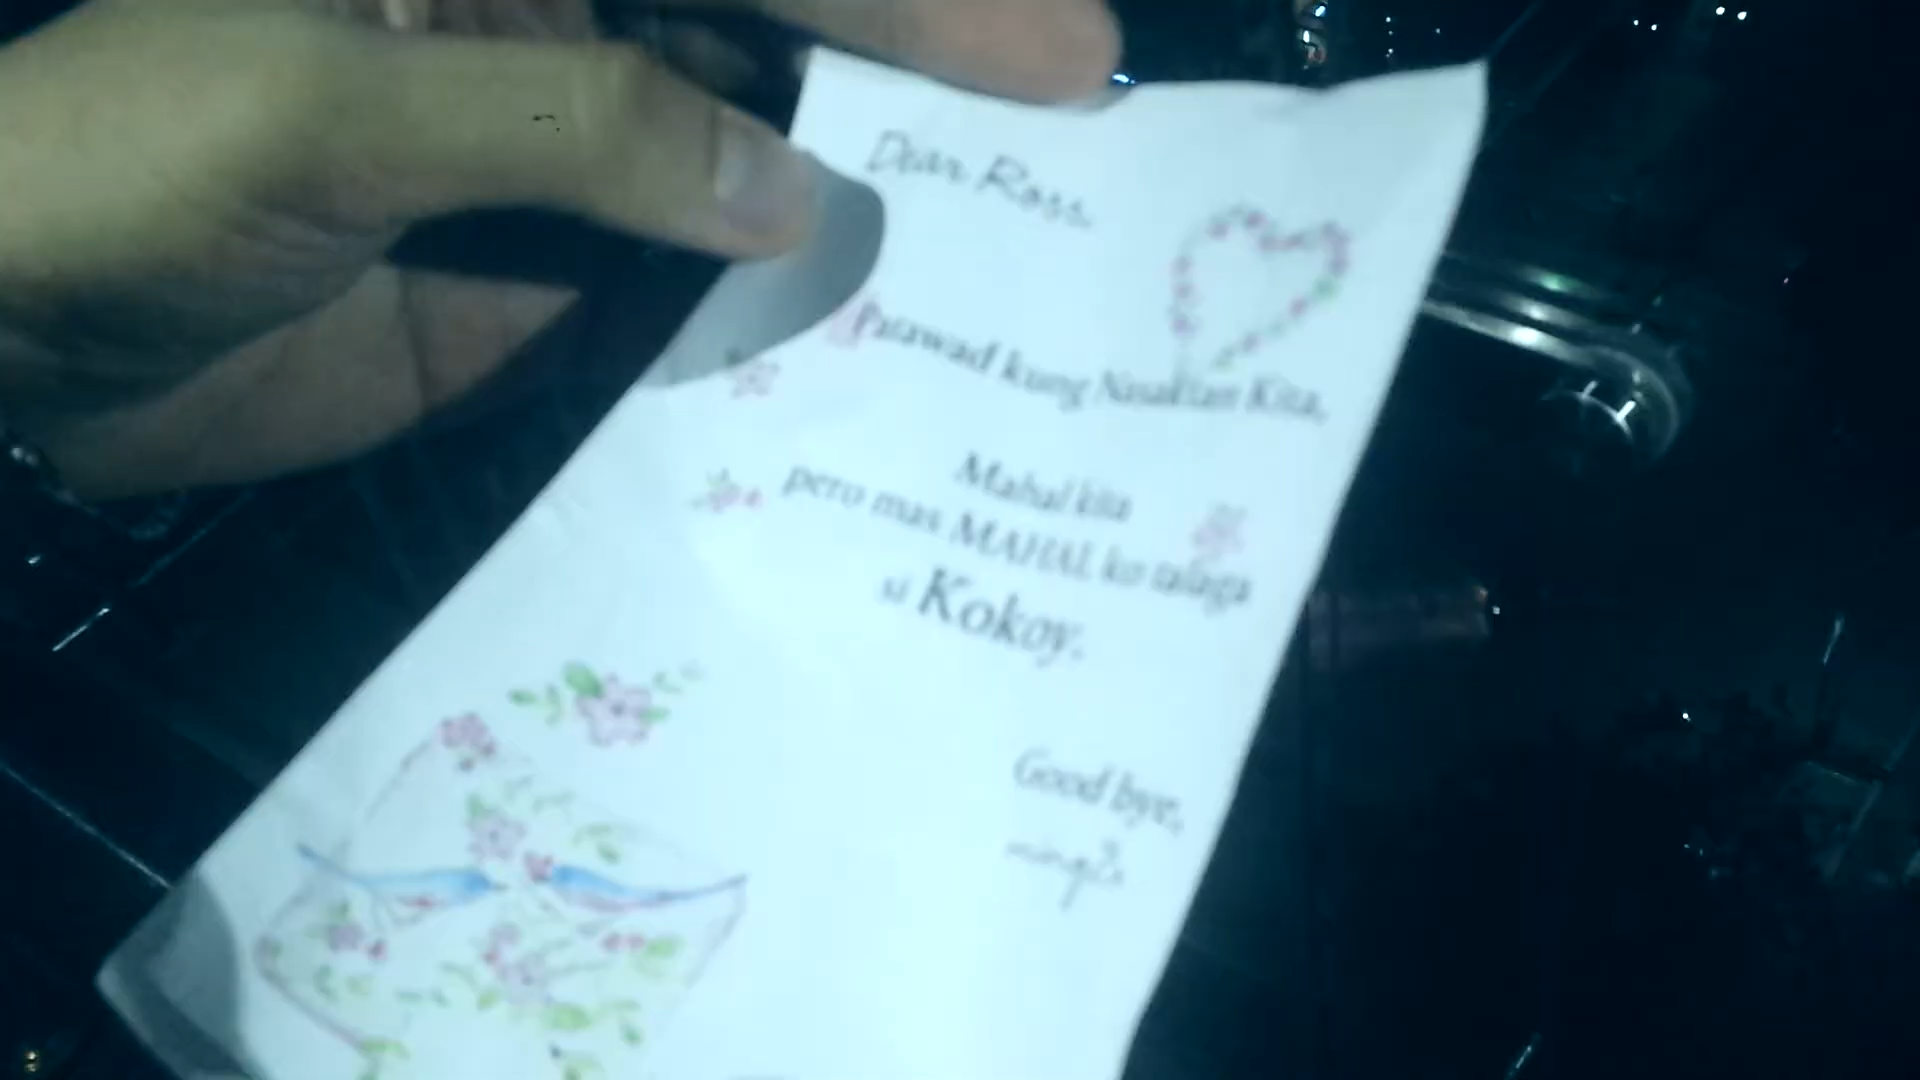 Dear Ross
Patawad kung Nasaktan Kita,
Mahal kita
pero mas MAHAL ko talaga
si Kokoy.
Good bye,